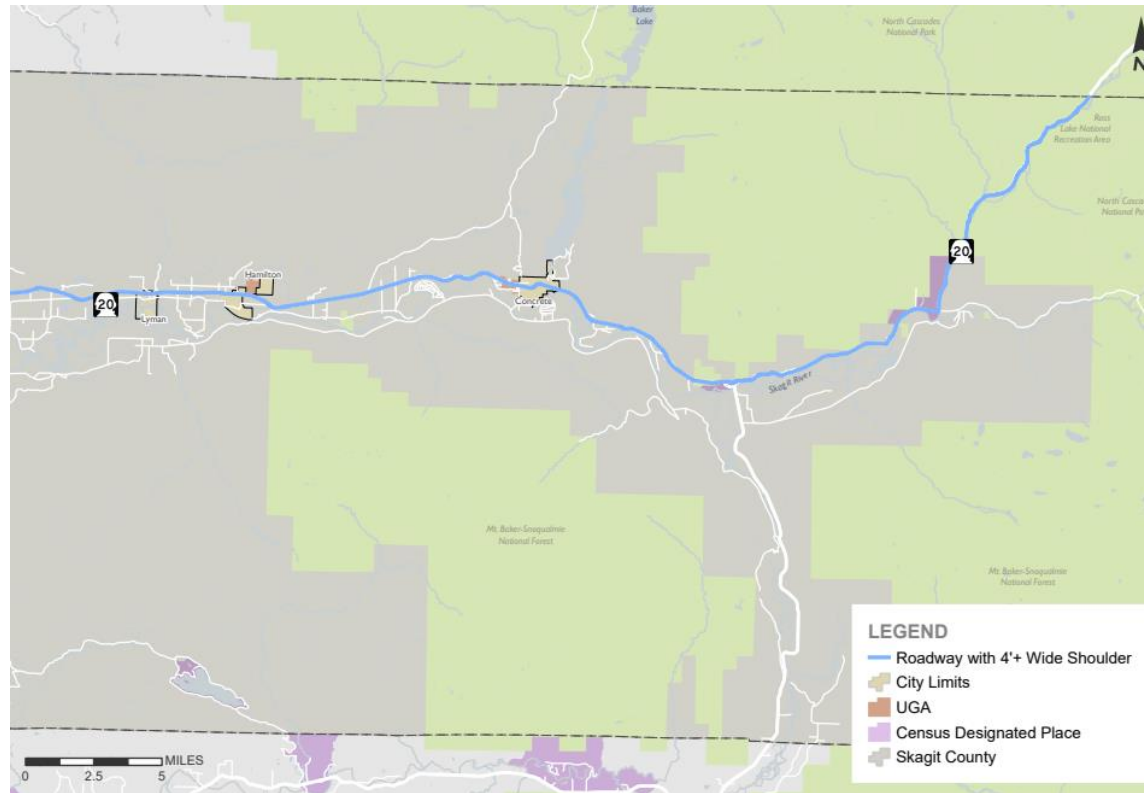 Baker
Lake
North Cascades
National Park
N
Ross
Lake National
Recreation Area
North Casca
National Pa
20
Hamilton
20
Lyman
Concrete
Skagit River
Mt. Baker-Snoqualmie
National Forest
Mt. Baker-Snoqualmie
National Forest
LEGEND
Roadway with 4'+ Wide Shoulder
City Limits
UGA
Census Designated Place
Skagit County
MILES
0 2.5 5